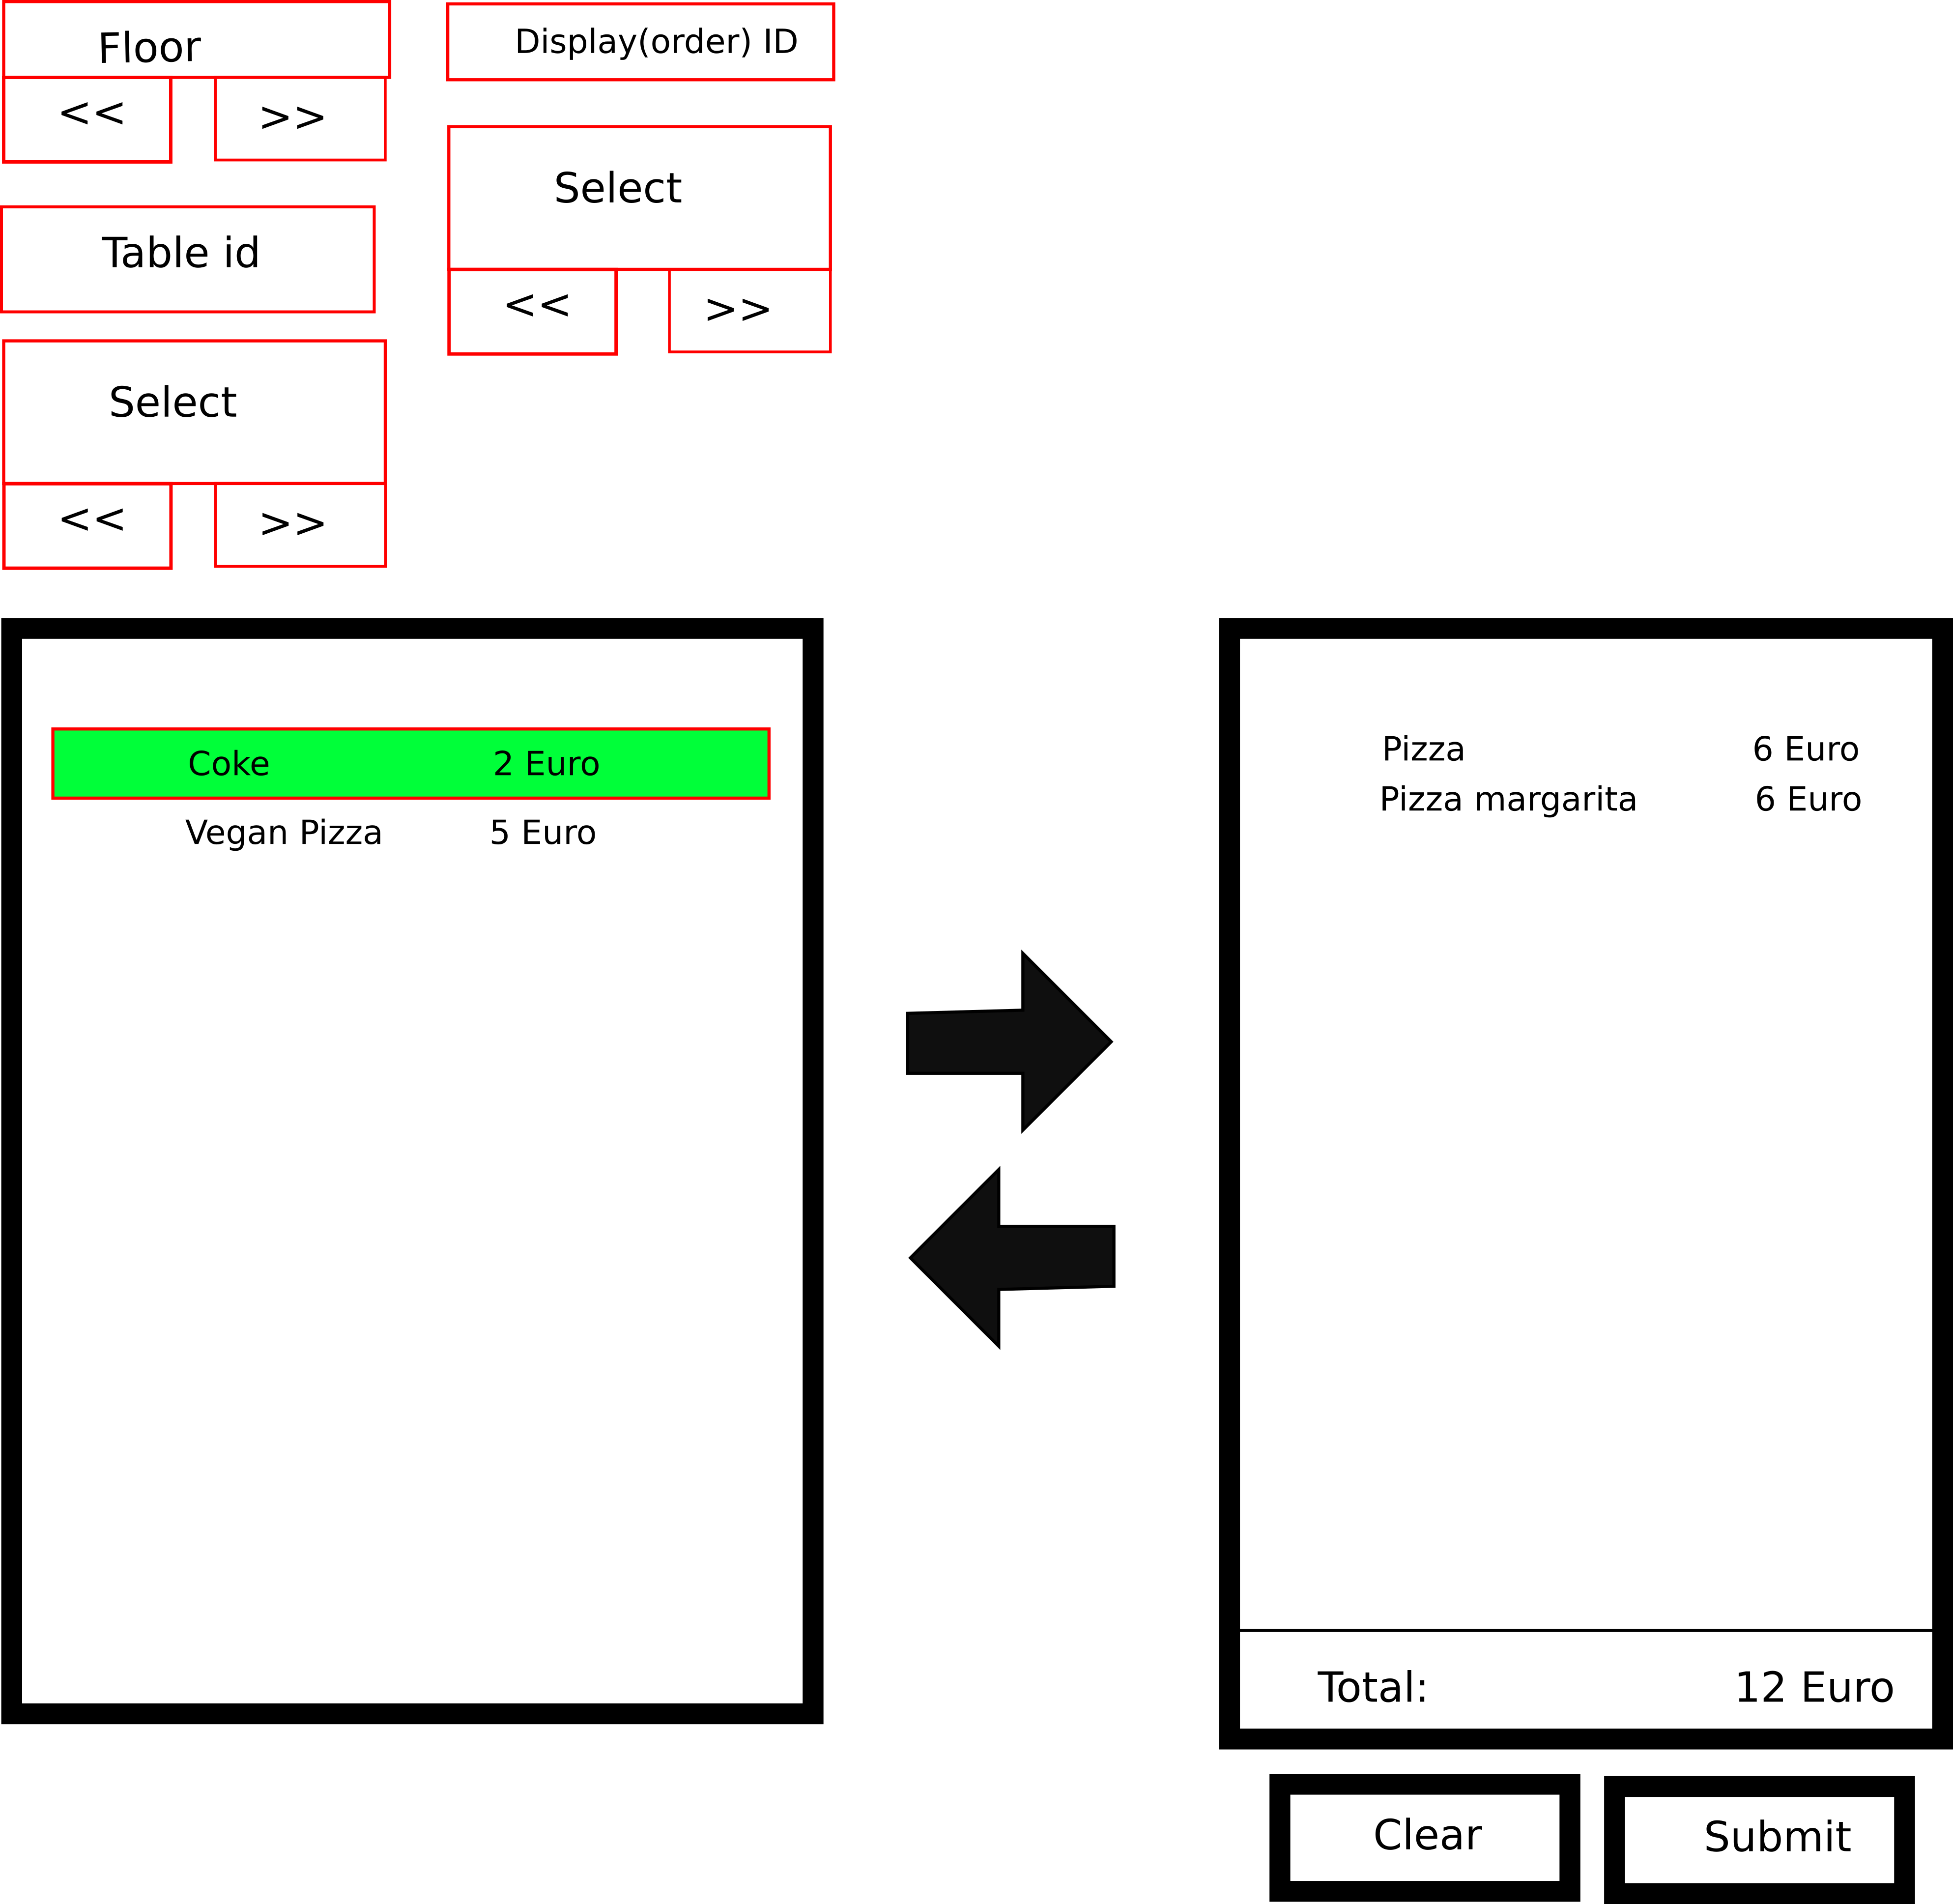 Floor
<< >>
Table id
Select
<< >>
Display(order) ID
Select
<< >>
Coke 2 Euro
Vegan Pizza 5 Euro
Pizza 6 Euro
Pizza margarita 6 Euro
Total: 12 Euro
Clear
Submit